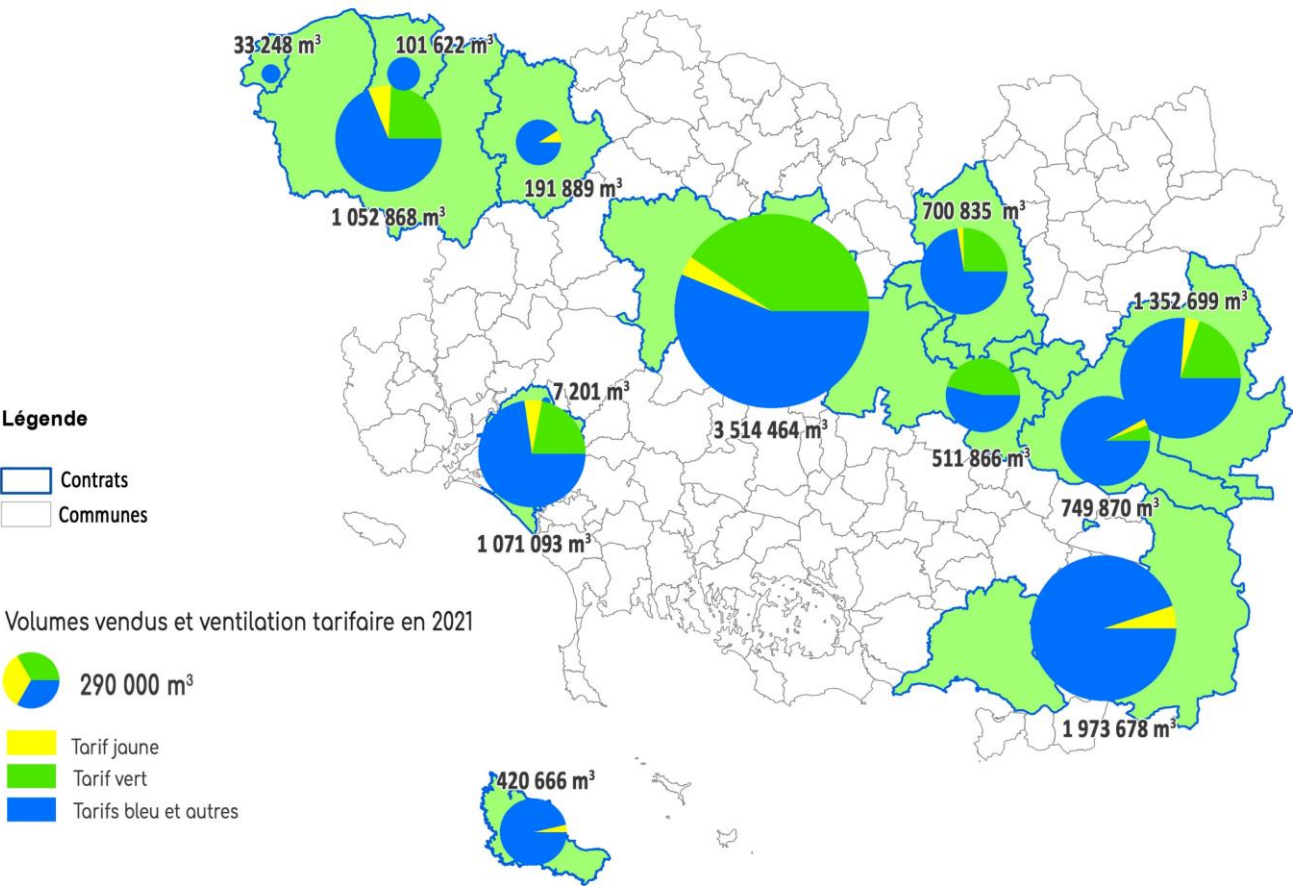 33 248 m³
101 622 m³
191 889 m³
1 052 868 m³
700 835 m³
1 352 699 m³
7 201 m³
3 514 464 m³
511 866 m³
749 870 m³
1 071 093 m³
1 973 678 m³
420 666 m³
Légende
Contrats
Communes
Volumes vendus et ventilation tarifaire en 2021
290 000 m³
Tarif jaune
Tarif vert
Tarifs bleu et autres